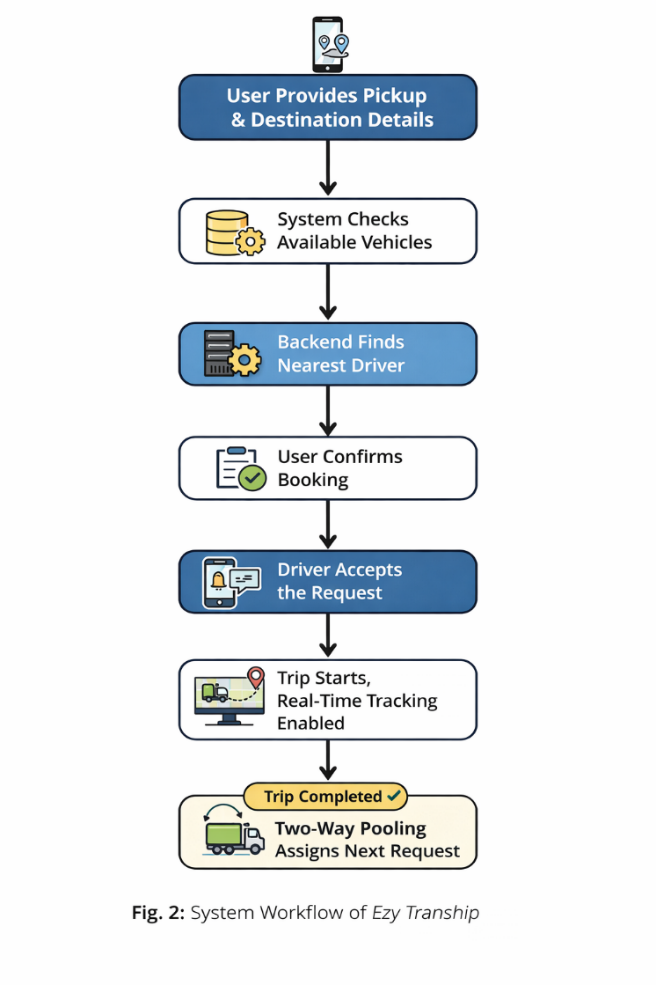 User Provides Pickup
& Destination Details
System Checks
Available Vehicles
Backend Finds
Nearest Driver
User Confirms
Booking
Driver Accepts
the Request
Trip Starts,
Real-Time Tracking
Enabled
Trip Completed ✓
Two-Way Pooling
Assigns Next Request
Fig. 2: System Workflow of Ezy Tranship